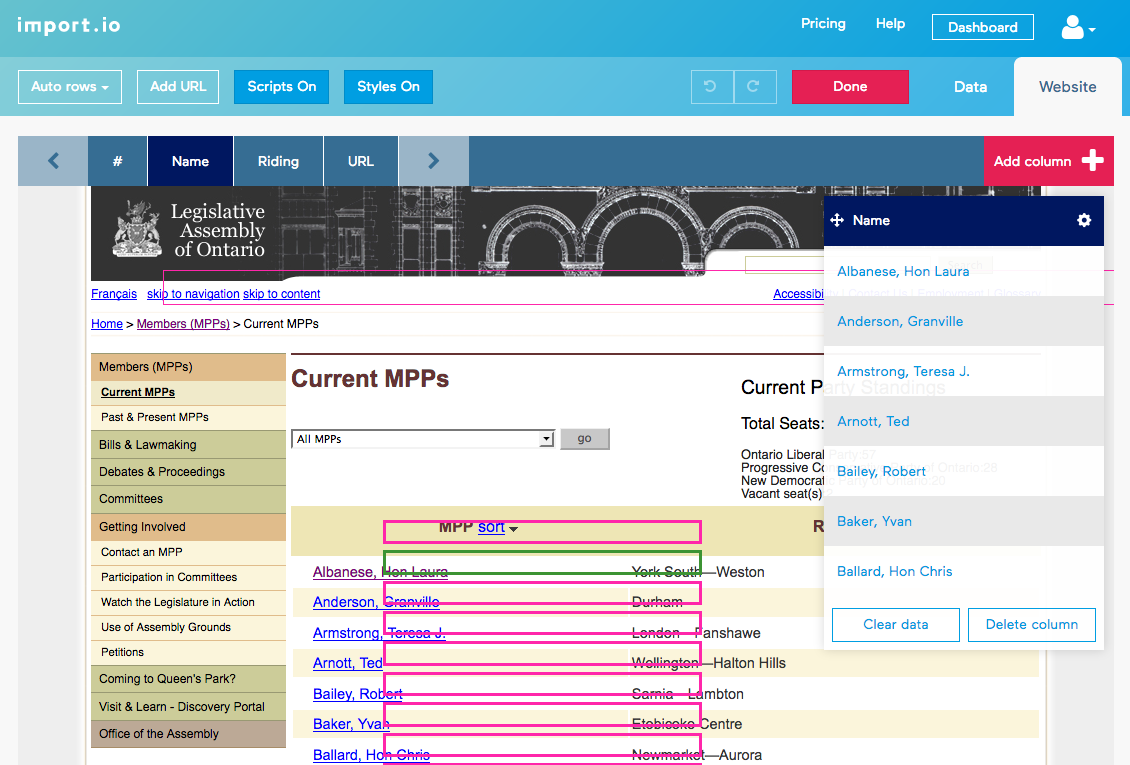 import.io
Pricing
Help
Dashboard
Auto rows
Add URL
Scripts On
Styles On
Done
Data
Website
#
Name
Riding
URL
Add column
Legislative
Assembly
of Ontario
Français skip to navigation skip to content
Home > Members (MPPs) > Current MPPs
Members (MPPs)
Current MPPs
Past & Present MPPs
Bills & Lawmaking
Debates & Proceedings
Committees
Getting Involved
Contact an MPP
Participation in Committees
Watch the Legislature in Action
Use of Assembly Grounds
Petitions
Coming to Queen's Park?
Visit & Learn - Discovery Portal
Office of the Assembly
Current MPPs
All MPPs
go
Current Party Standings
Total Seats:
Ontario Liberal Party:57
Progressive Con
New Democratic
Vacant seat(s)
MPP sort
R
Albanese, Hon Laura York South—Weston
Anderson, Granville Durham
Armstrong, Teresa J. London—Fanshawe
Arnott, Ted Wellington—Halton Hills
Bailey, Robert Sarnia—Lambton
Baker, Yvan Etobicoke Centre
Ballard, Hon Chris Newmarket—Aurora
Name
Albanese, Hon Laura
Anderson, Granville
Armstrong, Teresa J.
Arnott, Ted
Bailey, Robert
Baker, Yvan
Ballard, Hon Chris
Clear data
Delete column